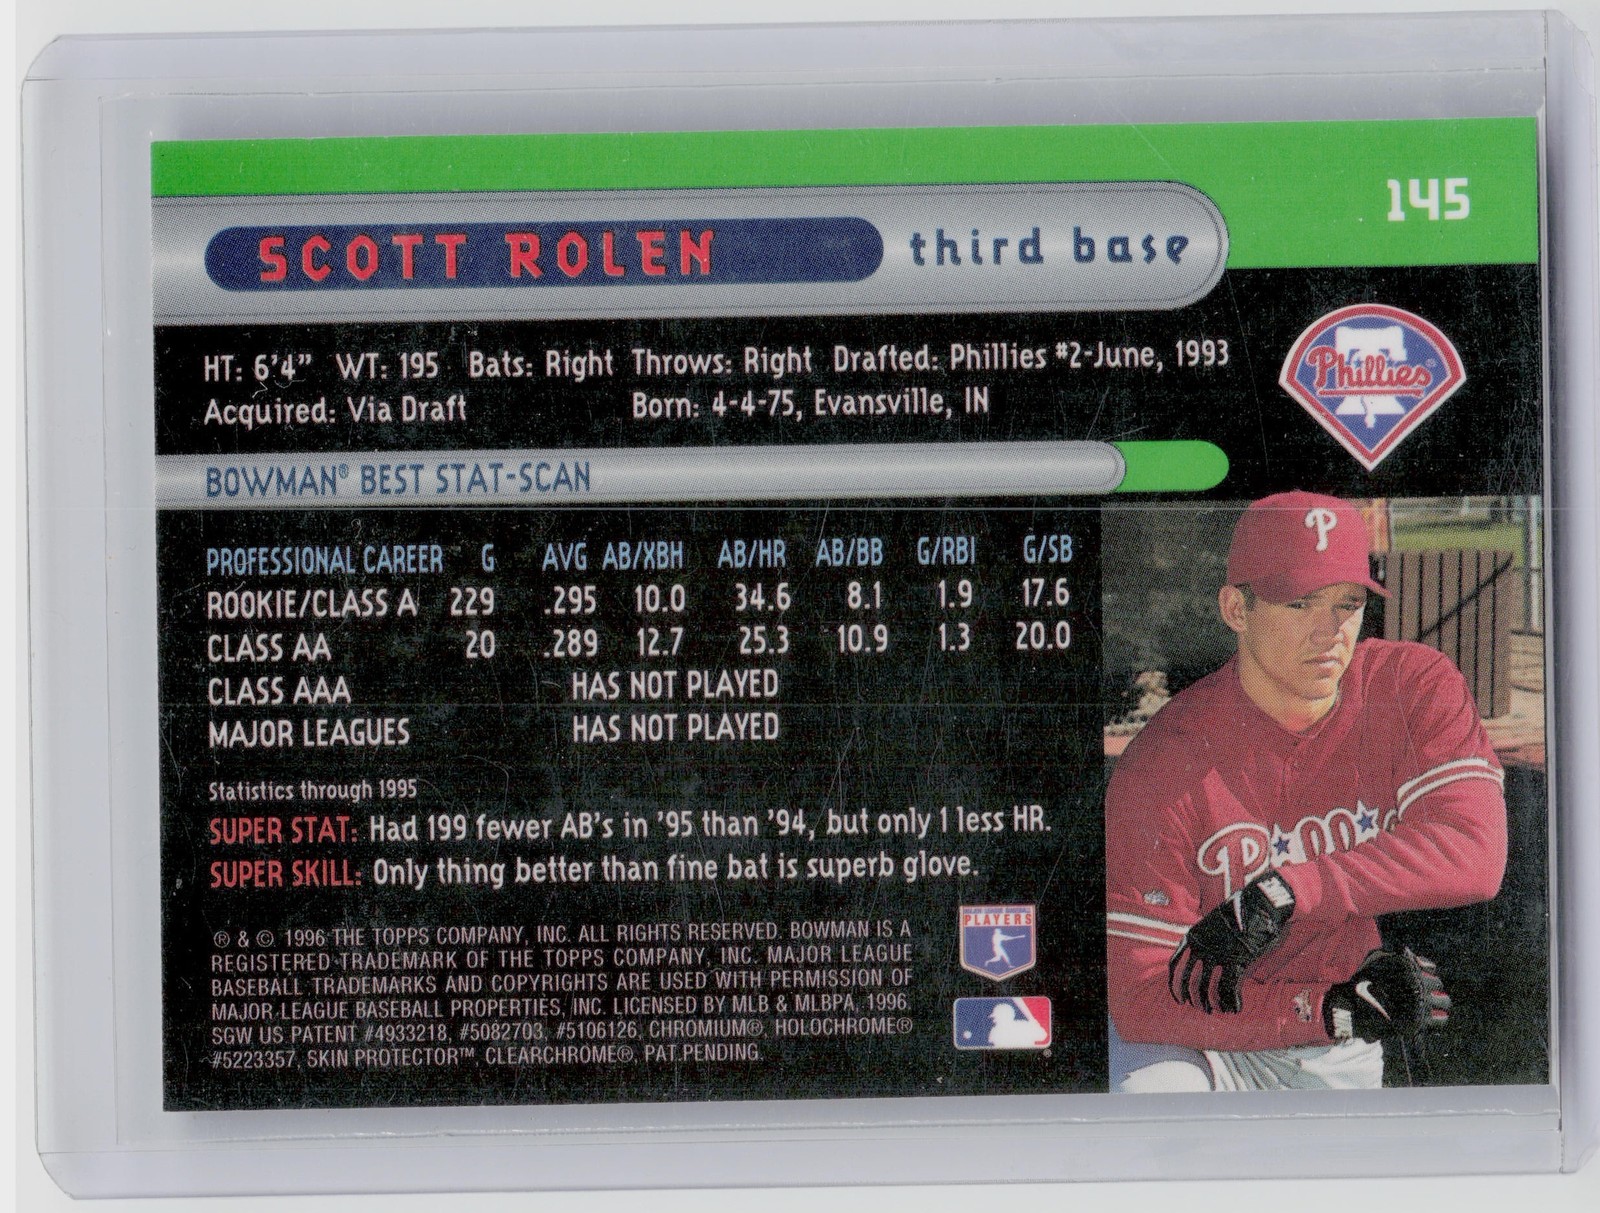 145
SCOTT ROLEN third base
HT: 6'4" WT: 195 Bats: Right Throws: Right Drafted: Phillies #2-June, 1993
Acquired: Via Draft Born: 4-4-75, Evansville, IN
Phillies®
BOWMAN® BEST STAT-SCAN
P
PROFESSIONAL CAREER G AVG AB/XBH AB/HR AB/BB G/RBI G/SB
ROOKIE/CLASS A 229 .295 10.0 34.6 8.1 1.9 17.6
CLASS AA 20 .289 12.7 25.3 10.9 1.3 20.0
CLASS AAA HAS NOT PLAYED
MAJOR LEAGUES HAS NOT PLAYED
Statistics through 1995
SUPER STAT: Had 199 fewer AB's in '95 than '94, but only 1 less HR.
SUPER SKILL: Only thing better than fine bat is superb glove.
® & © 1996 THE TOPPS COMPANY, INC. ALL RIGHTS RESERVED. BOWMAN IS A
REGISTERED TRADEMARK OF THE TOPPS COMPANY, INC. MAJOR LEAGUE
BASEBALL TRADEMARKS AND COPYRIGHTS ARE USED WITH PERMISSION OF
MAJOR LEAGUE BASEBALL PROPERTIES, INC. LICENSED BY MLB & MLBPA, 1996
SGW US PATENT #4933218, #5082703, #5106126, CHROMIUM®, HOLOCHROME®
#5223357, SKIN PROTECTOR™, CLEARCHROME®, PAT.PENDING.
MAJOR LEAGUE BASEBALL
PLAYERS